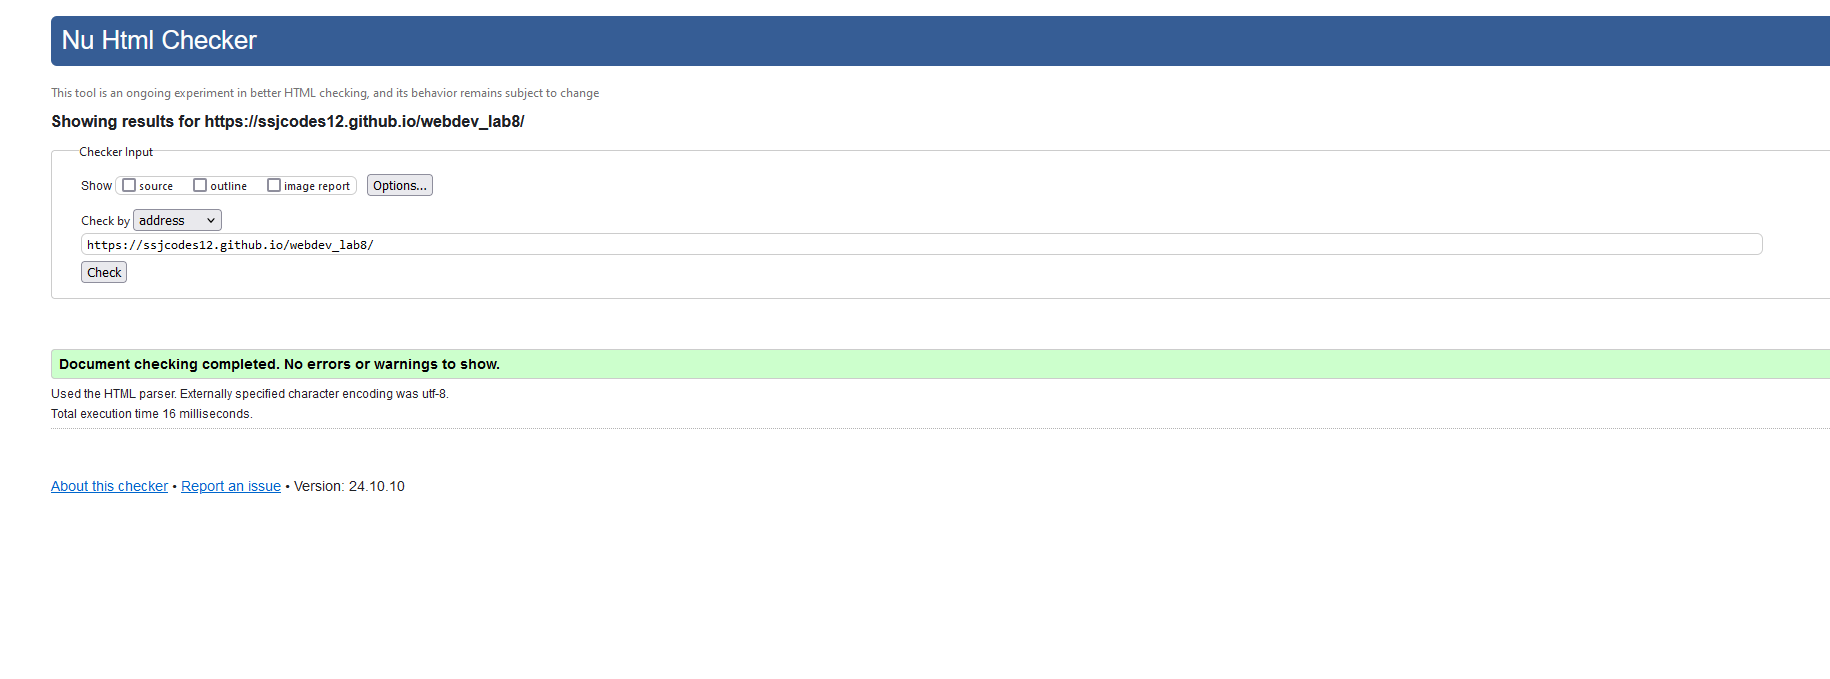 Nu Html Checker
This tool is an ongoing experiment in better HTML checking, and its behavior remains subject to change
Showing results for https://ssjcodes12.github.io/webdev_lab8/
Checker Input
Show source outline image report Options...
Check by address
https://ssjcodes12.github.io/webdev_lab8/
Check
Document checking completed. No errors or warnings to show.
Used the HTML parser. Externally specified character encoding was utf-8.
Total execution time 16 milliseconds.
About this checker • Report an issue • Version: 24.10.10